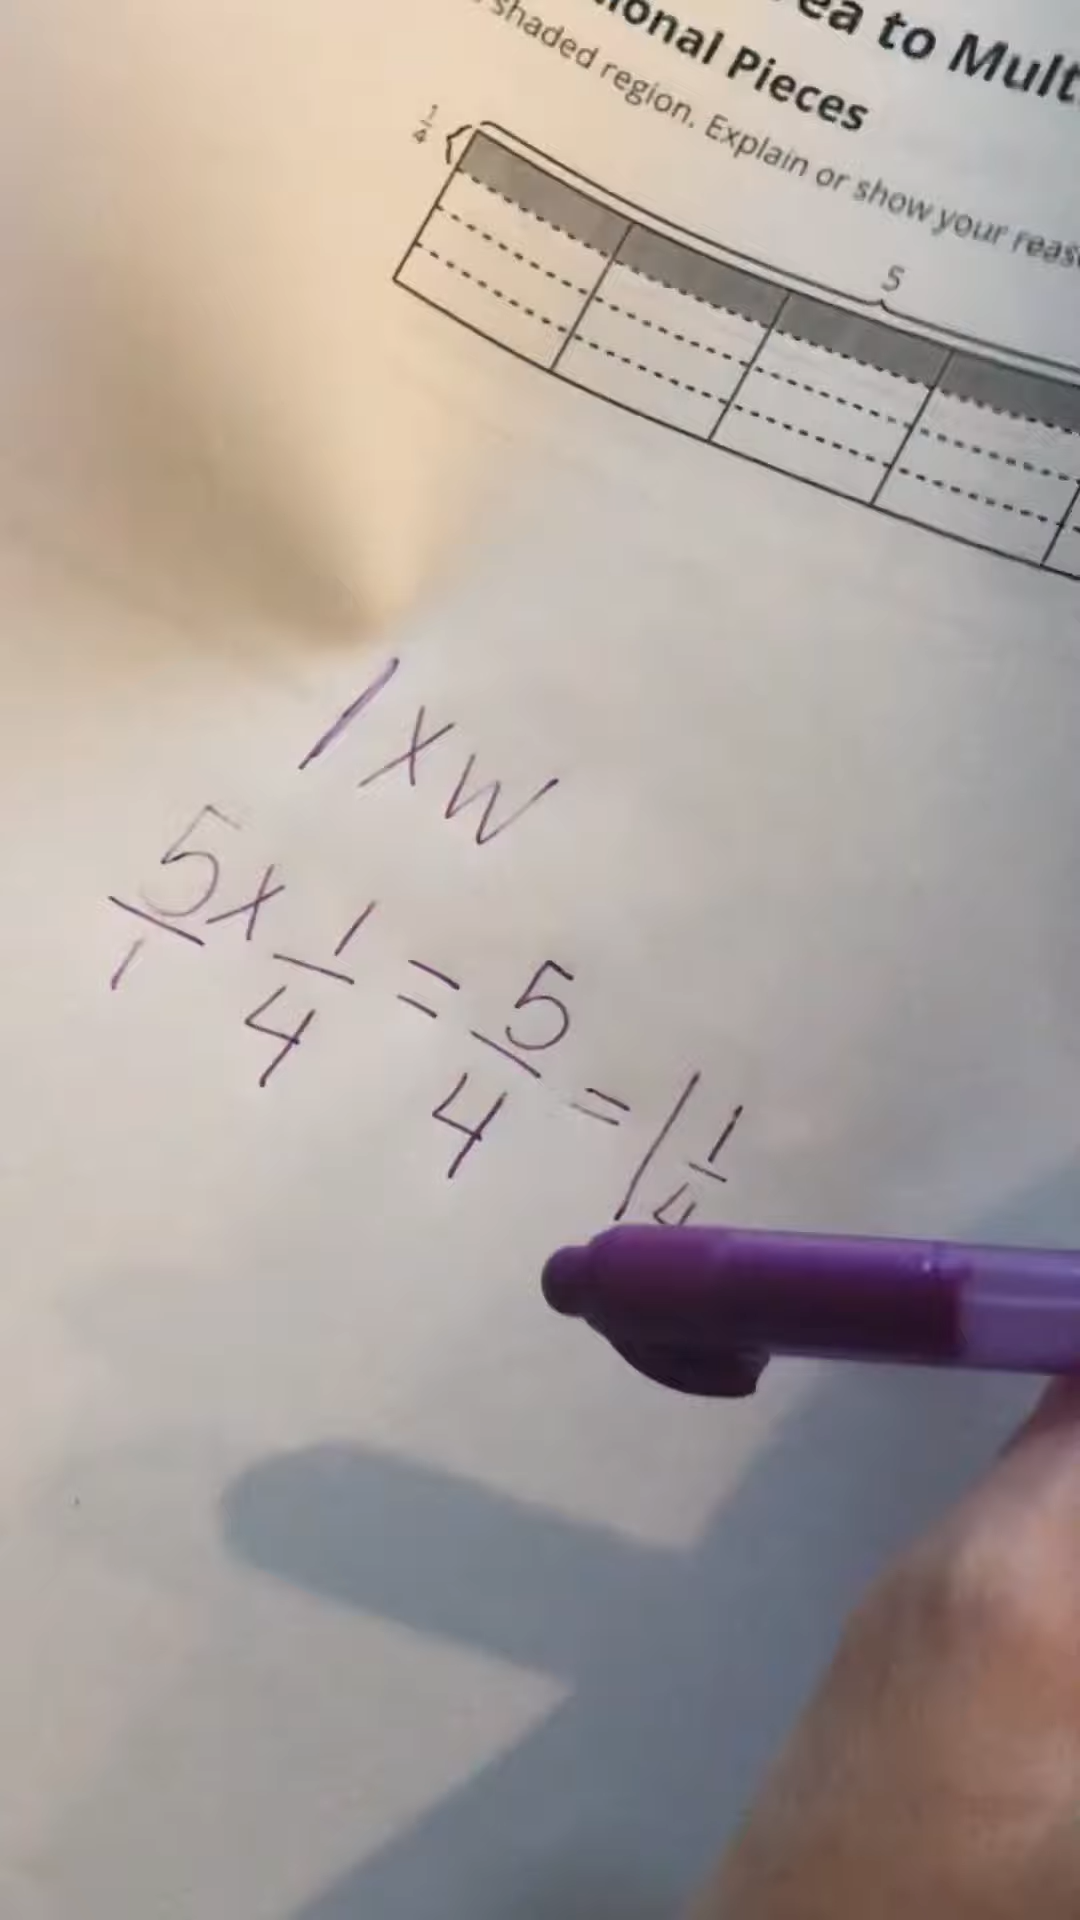 ea to Mult
ional Pieces
shaded region. Explain or show your reas
1/4
5
l x w
5/1 x 1/4 = 5/4 = 1 1/4